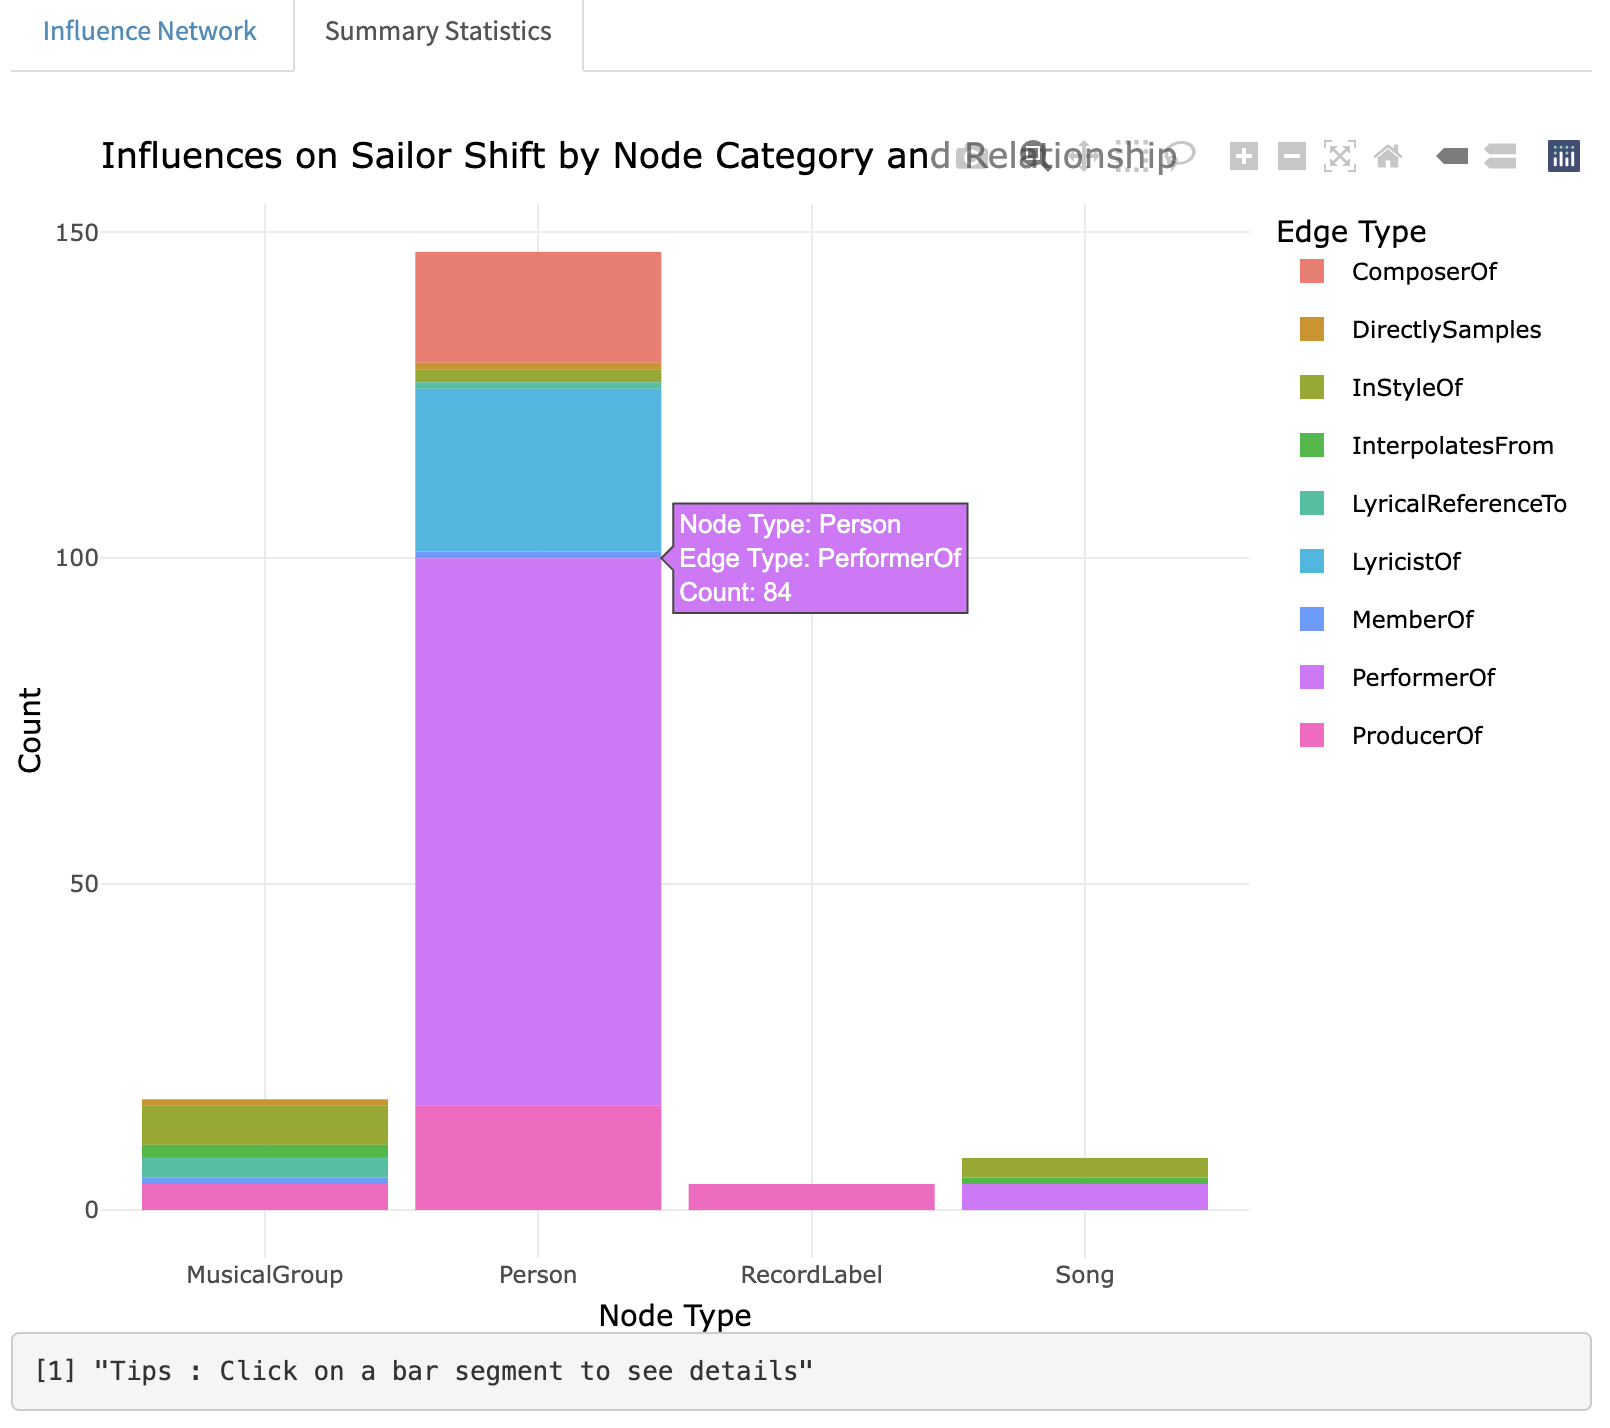 Influence Network
Summary Statistics
Influences on Sailor Shift by Node Category and Relationship
150
100
50
0
Count
Node Type: Person
Edge Type: PerformerOf
Count: 84
Edge Type
ComposerOf
DirectlySamples
InStyleOf
InterpolatesFrom
LyricalReferenceTo
LyricistOf
MemberOf
PerformerOf
ProducerOf
MusicalGroup
Person
RecordLabel
Song
Node Type
[1] "Tips : Click on a bar segment to see details"